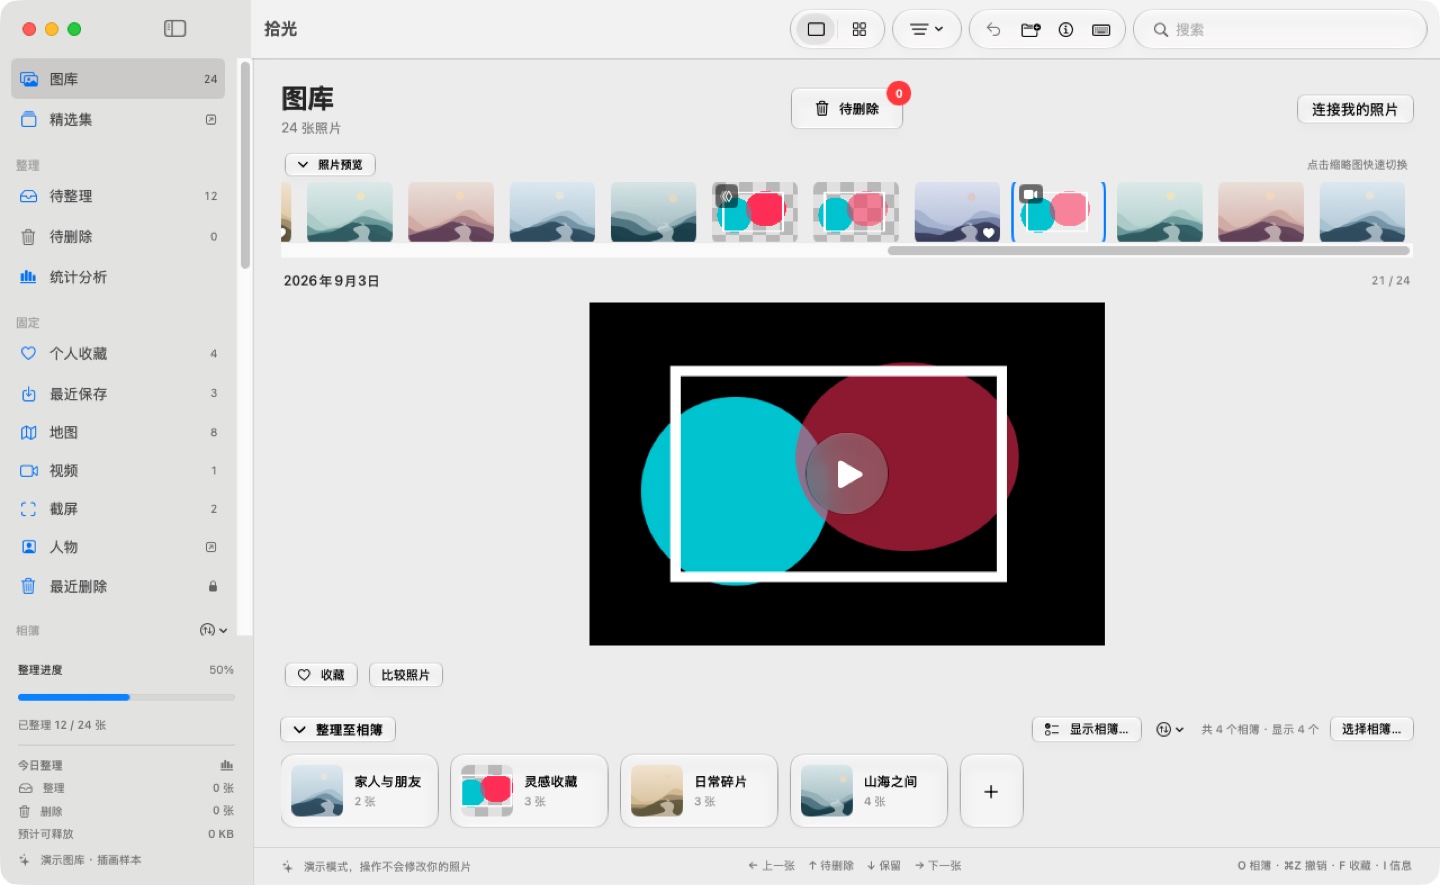 拾光
搜索
图库 24
精选集
整理
待整理 12
待删除 0
统计分析
固定
个人收藏 4
最近保存 3
地图 8
视频 1
截屏 2
人物
最近删除
相簿
整理进度 50%
已整理 12 / 24 张
今日整理
整理 0 张
删除 0 张
预计可释放 0 KB
演示图库 · 插画样本
图库
24 张照片
待删除 0
连接我的照片
照片预览
点击缩略图快速切换
2026年9月3日
21 / 24
收藏
比较照片
整理至相簿
显示相簿...
共 4 个相簿 · 显示 4 个
选择相簿...
家人与朋友
2 张
灵感收藏
3 张
日常碎片
3 张
山海之间
4 张
+
演示模式，操作不会修改你的照片
← 上一张 ↑ 待删除 ↓ 保留 → 下一张
O 相簿 · ⌘Z 撤销 · F 收藏 · I 信息